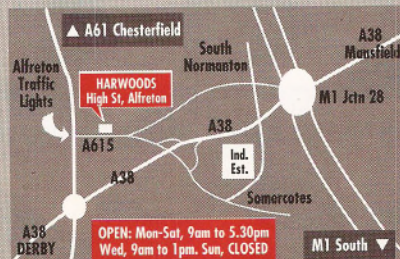 ▲ A61 Chesterfield
A38
Mansfield
South
Normanton
Alfreton
Traffic
Lights
HARWOODS
High St, Alfreton
M1 Jctn 28
A38
A615
Ind.
Est.
A38
Somercotes
A38
DERBY
OPEN: Mon-Sat, 9am to 5.30pm
Wed, 9am to 1pm. Sun, CLOSED
M1 South ▼